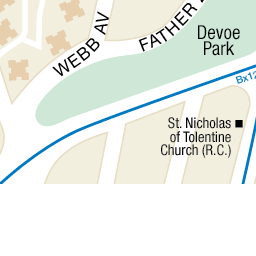 Devoe
Park
WEBB AV
FATHER
Bx12
St. Nicholas
of Tolentine
Church (R.C.)